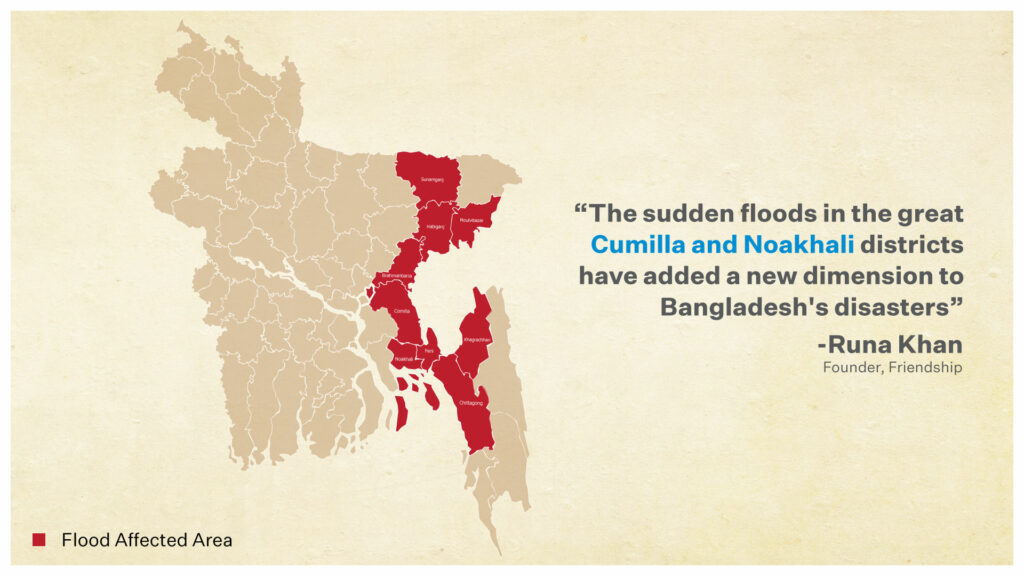 Sunamganj
Habiganj
Moulvibazar
Brahmanbaria
Comilla
Khagrachhari
Noakhali
Feni
Chittagong
“The sudden floods in the great
Cumilla and Noakhali districts
have added a new dimension to
Bangladesh's disasters”
-Runa Khan
Founder, Friendship
Flood Affected Area